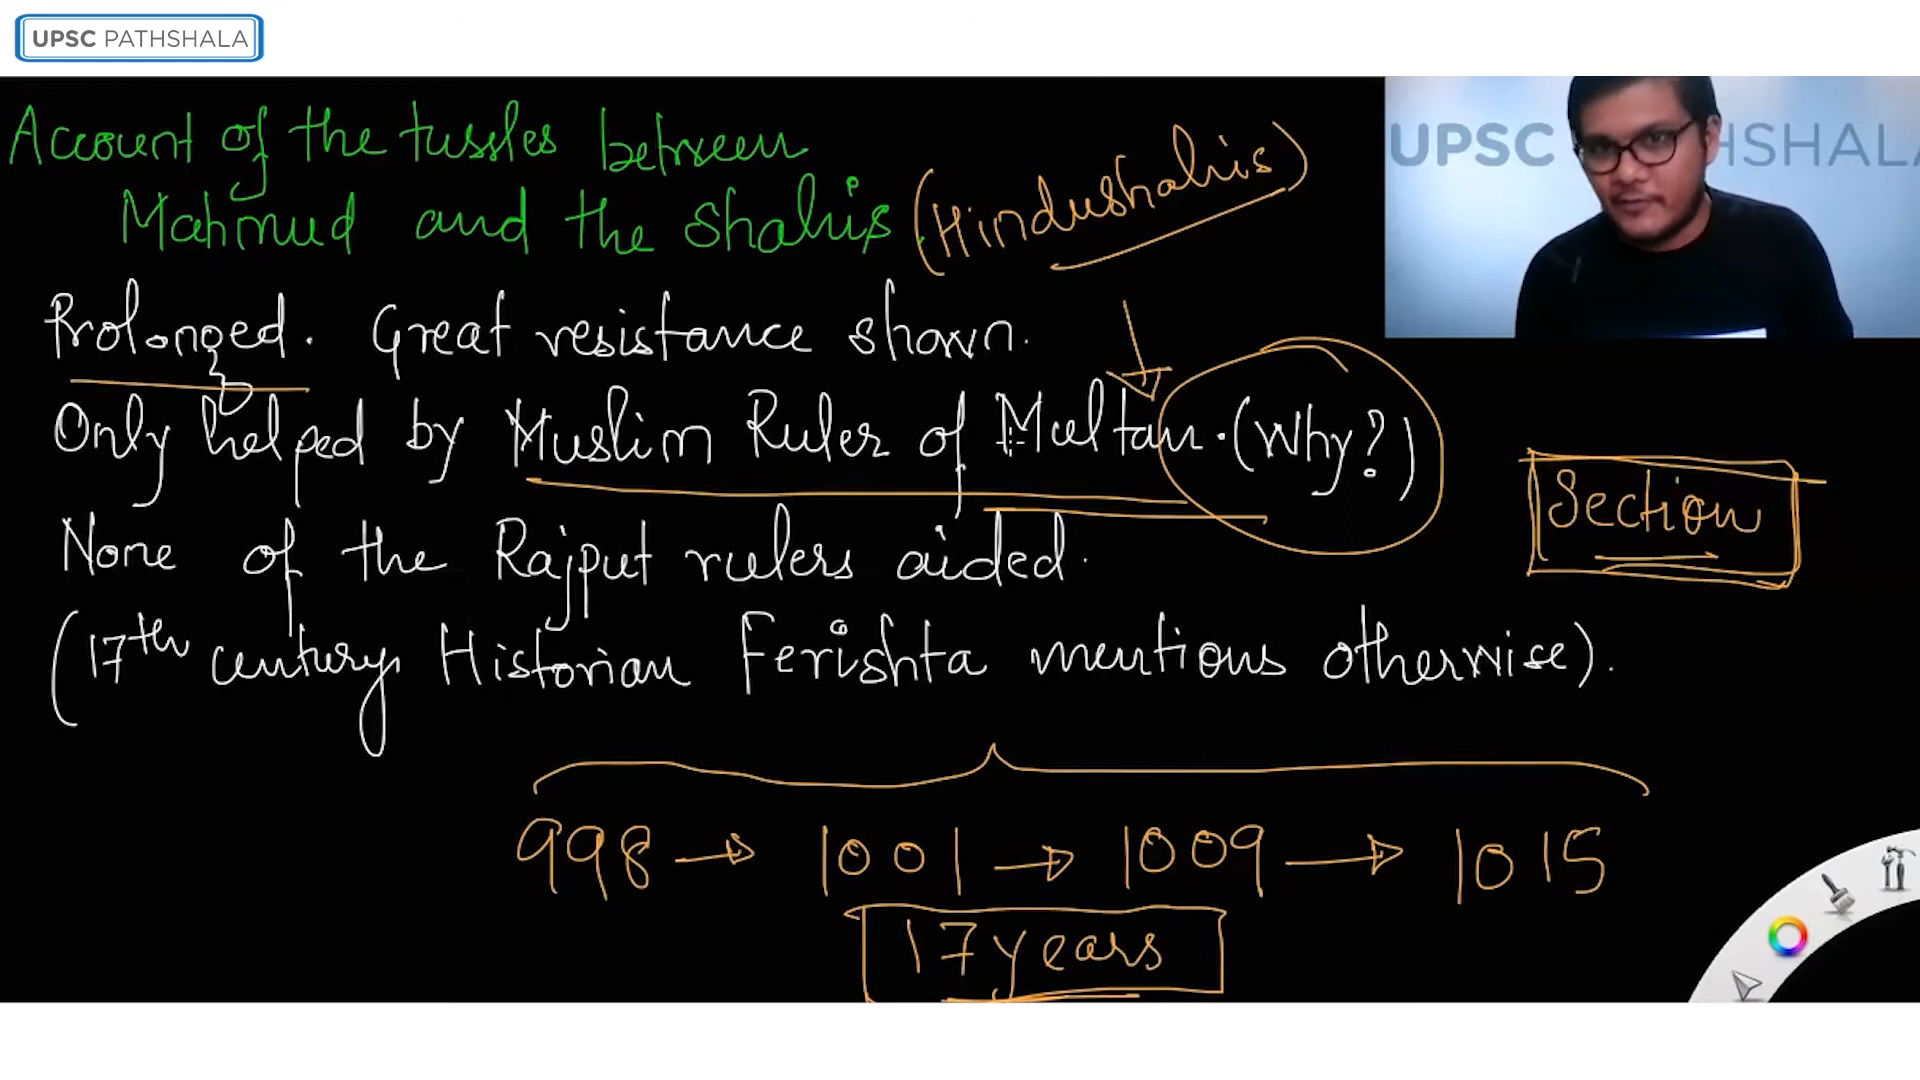 UPSC PATHSHALA
UPSC PATHSHALA
Account of the tussles between
Mahmud and the Shahis (Hindushahis)
Prolonged. Great resistance shown.
Only helped by Muslim Ruler of Multan. (Why?)
Section
None of the Rajput rulers aided.
(17th century Historian Ferishta mentions otherwise).
998 → 1001 → 1009 → 1015
17 years